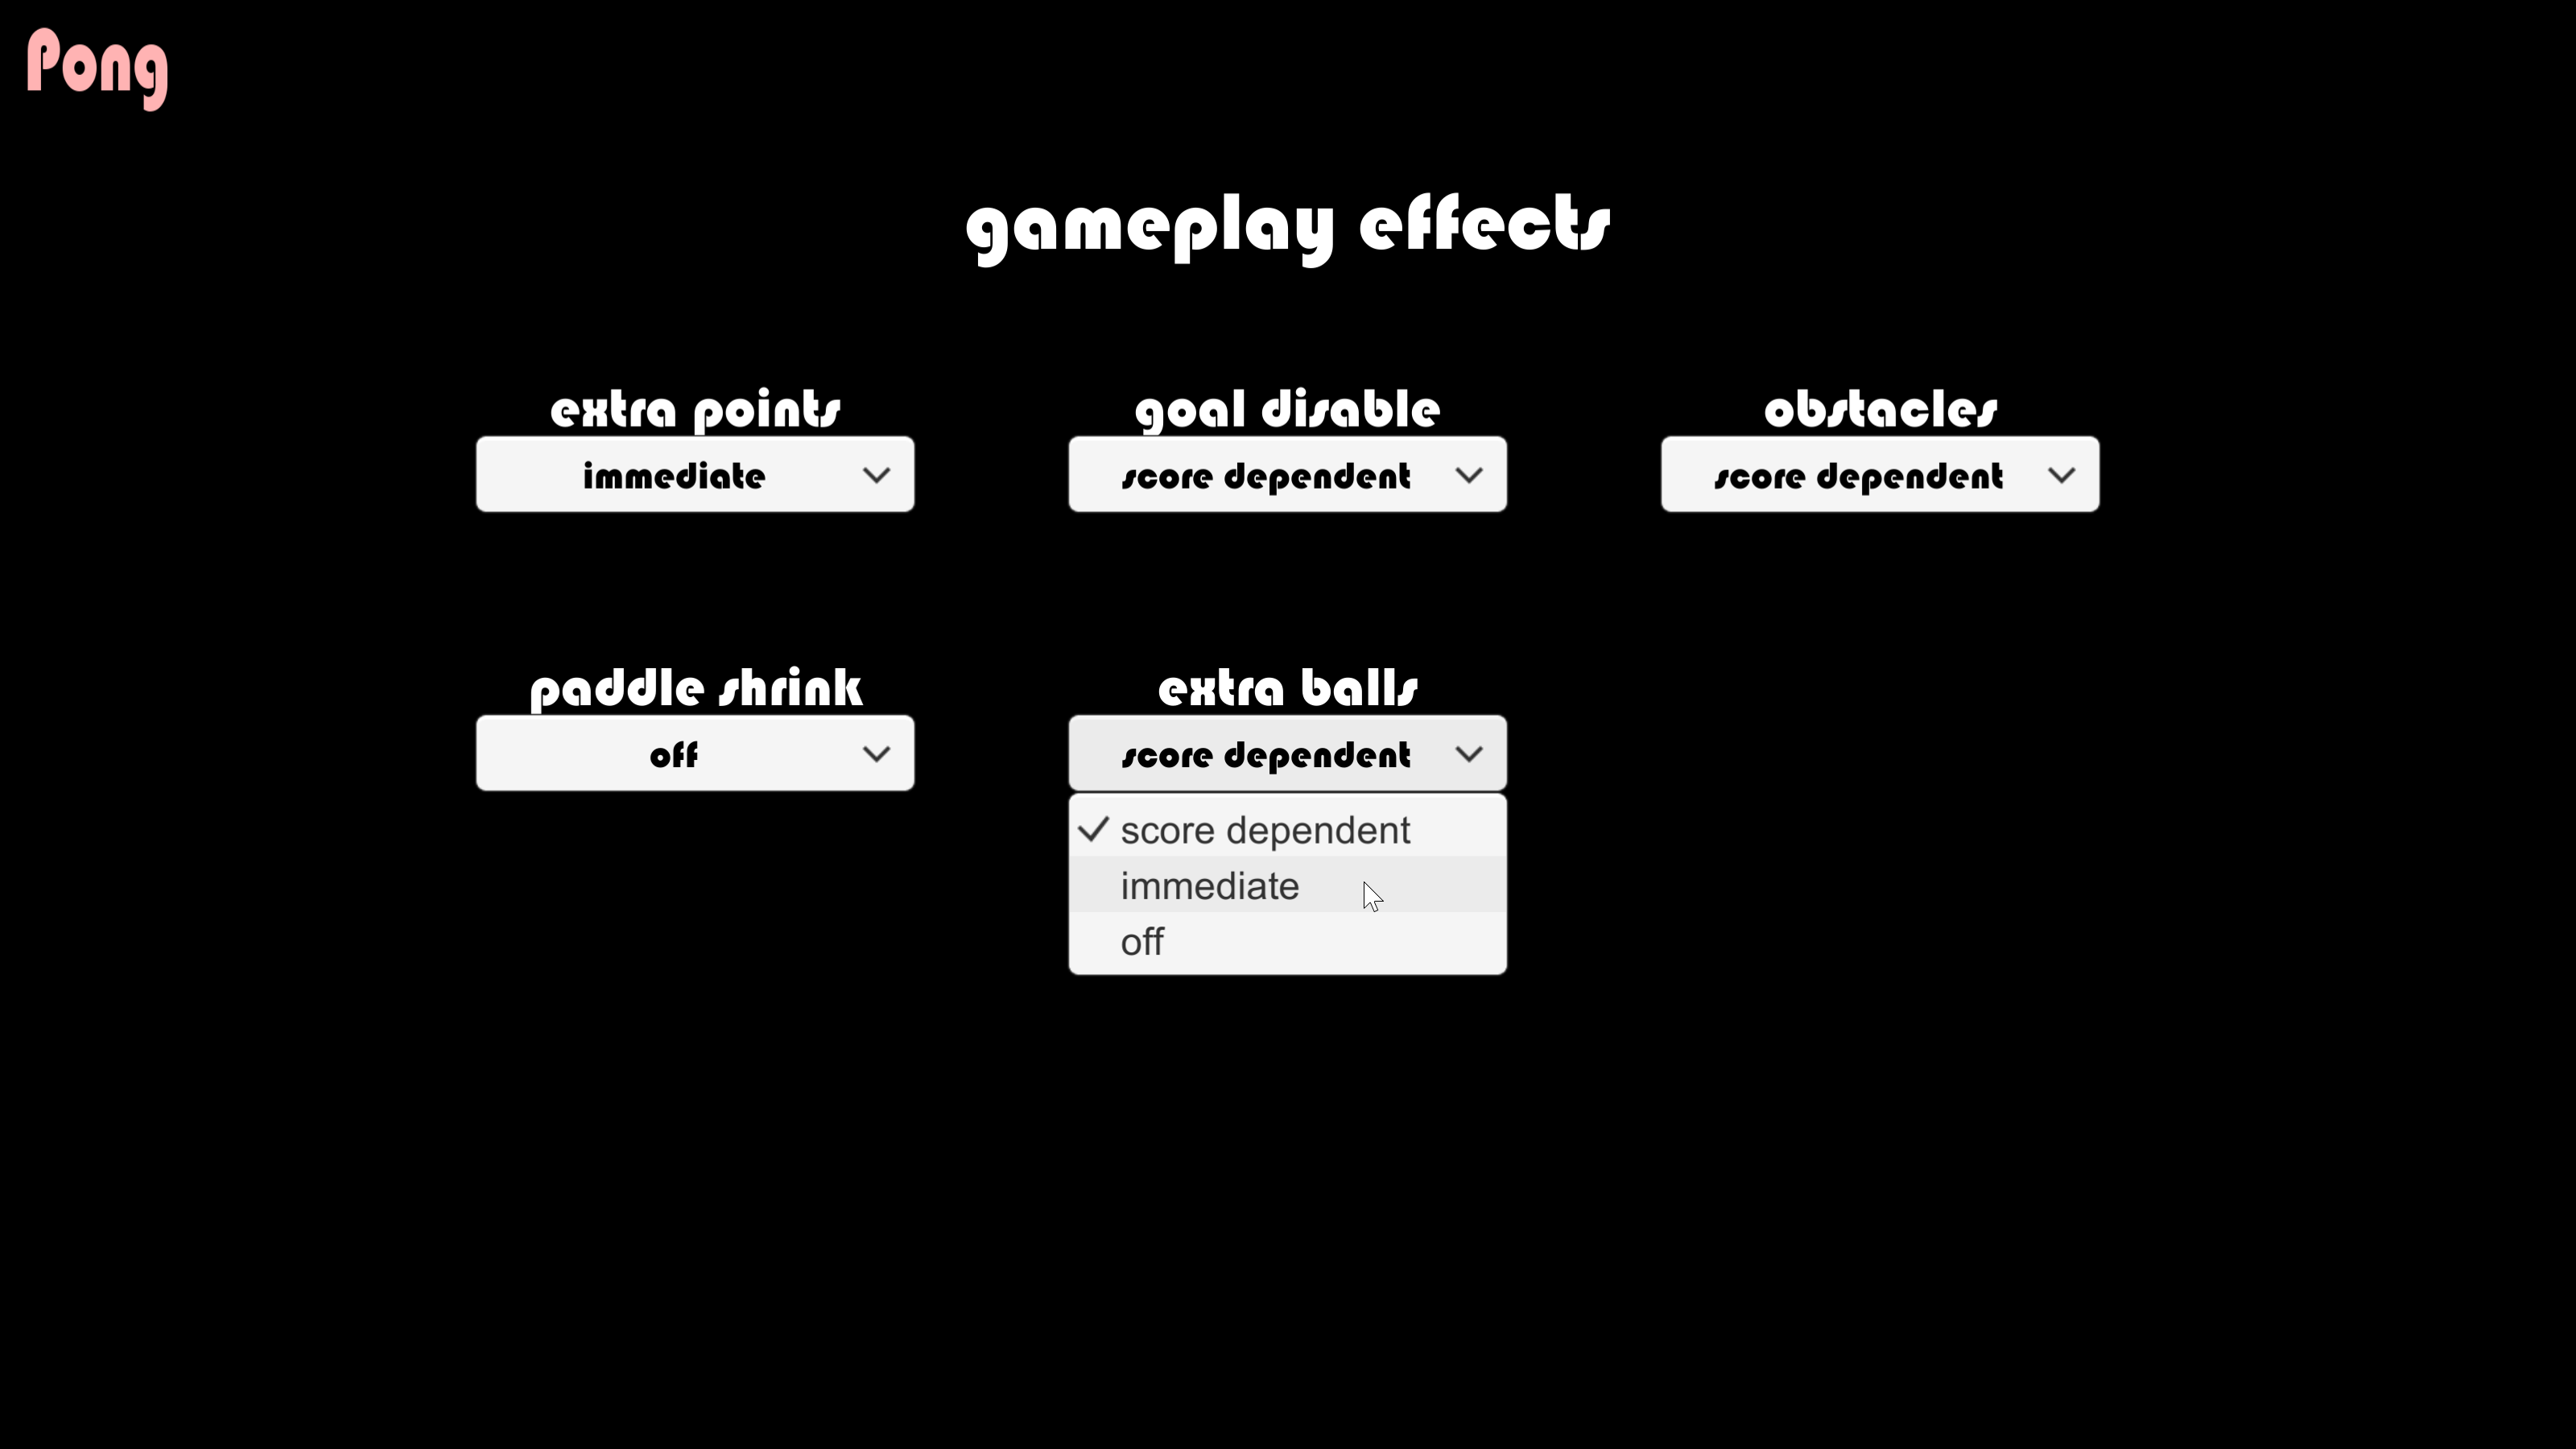 Pong
gameplay effects
extra points
goal disable
obstacles
immediate
score dependent
score dependent
paddle shrink
extra balls
off
score dependent
score dependent
immediate
off